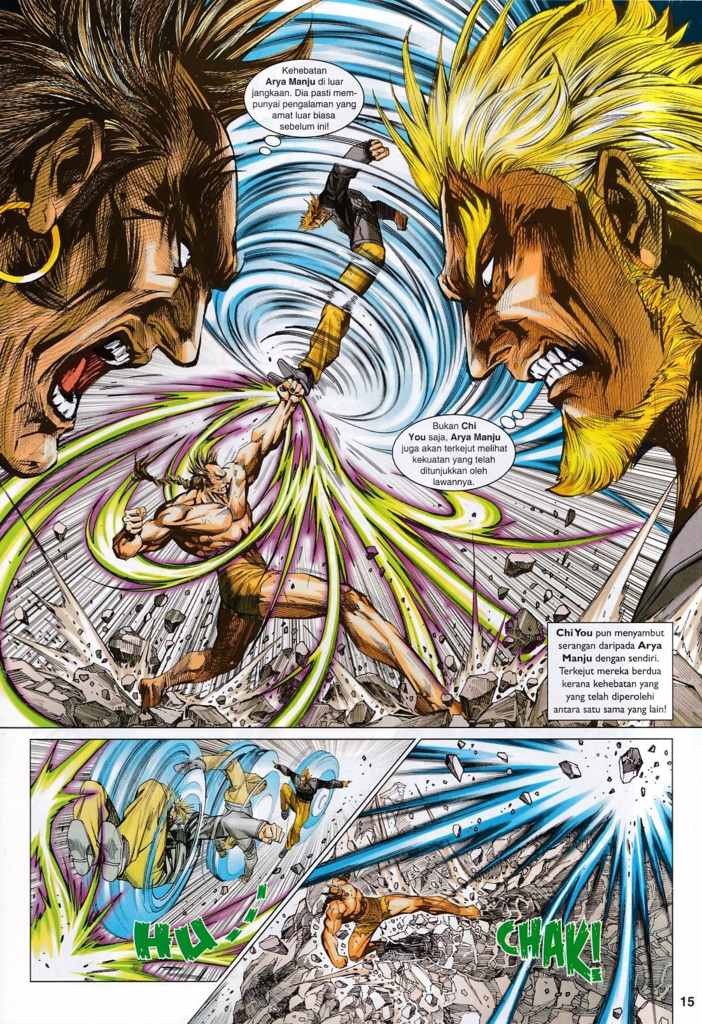 Kehebatan
Arya Manju di luar
jangkaan. Dia pasti mem-
punyai pengalaman yang
amat luar biasa
sebelum ini!
Bukan Chi
You saja, Arya Manju
juga akan terkejut melihat
kekuatan yang telah
ditunjukkan oleh
lawannya.
Chi You pun menyambut
serangan daripada Arya
Manju dengan sendiri.
Terkejut mereka berdua
kerana kehebatan yang
yang telah diperolehi
antara satu sama yang lain!
HU...
CHAK!
15